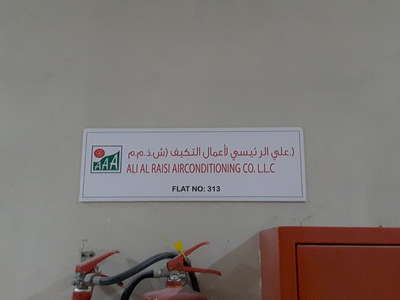 علي الرئيسي لأعمال التكييف (ش.ذ.م.م.)
AAA ALI AL RAISI AIRCONDITIONING CO. L.L.C
FLAT NO: 313